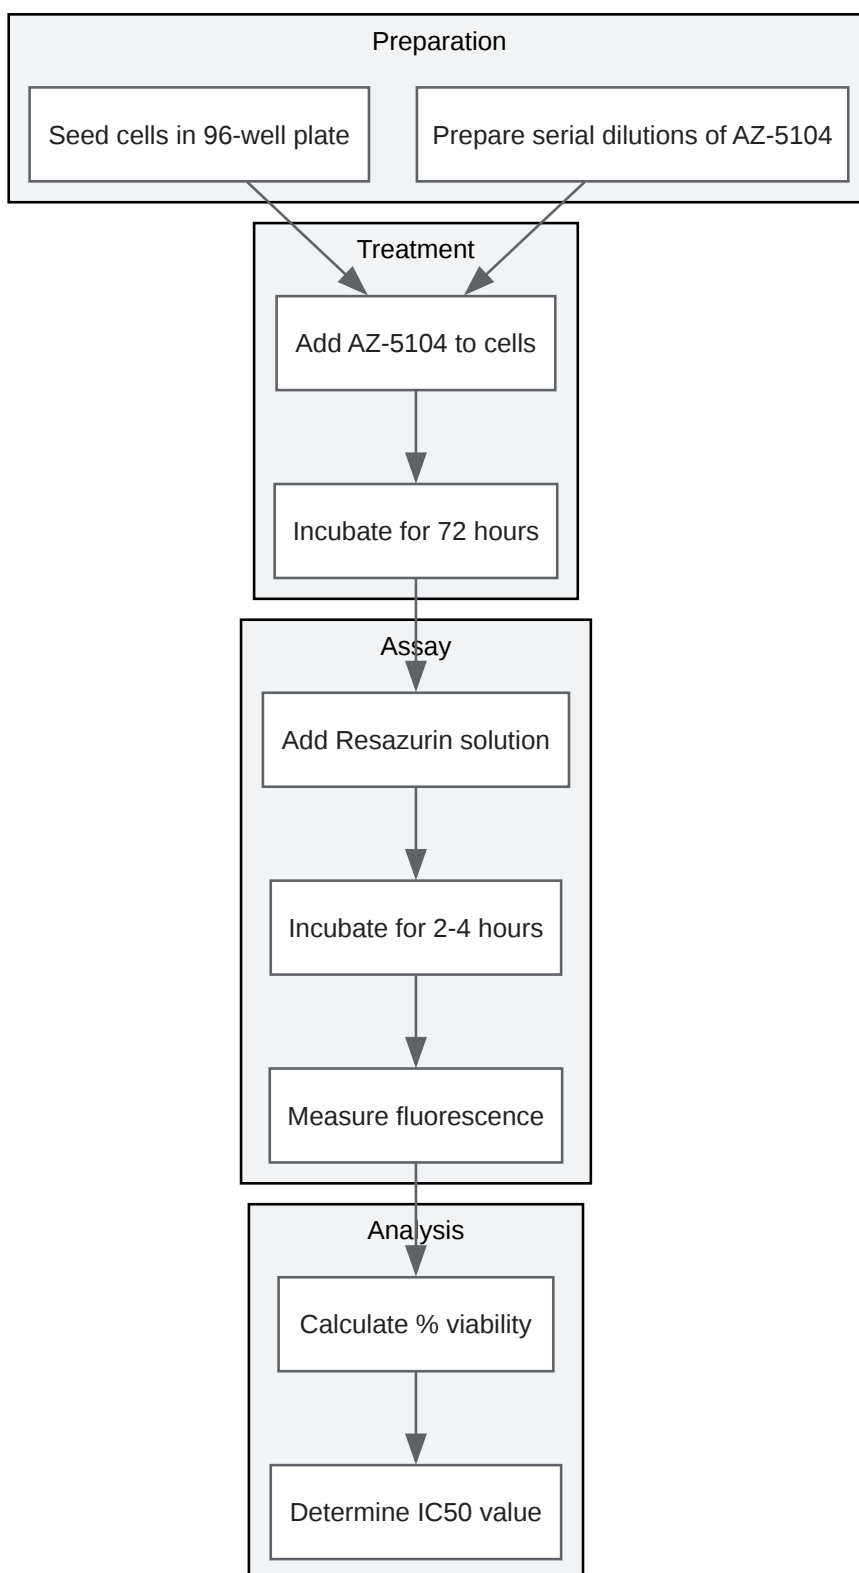 Preparation
Seed cells in 96-well plate
Prepare serial dilutions of AZ-5104
Treatment
Add AZ-5104 to cells
Incubate for 72 hours
Assay
Add Resazurin solution
Incubate for 2-4 hours
Measure fluorescence
Analysis
Calculate % viability
Determine IC50 value